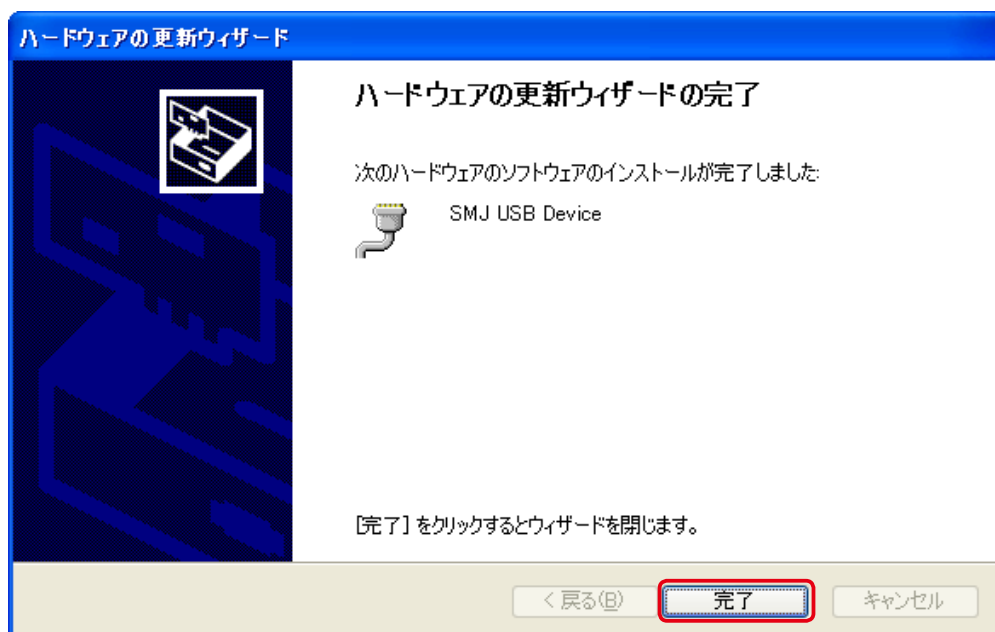 ハードウェアの更新ウィザード
ハードウェアの更新ウィザードの完了
次のハードウェアのソフトウェアのインストールが完了しました:
SMJ USB Device
[完了] をクリックするとウィザードを閉じます。
< 戻る(B)
完了
キャンセル